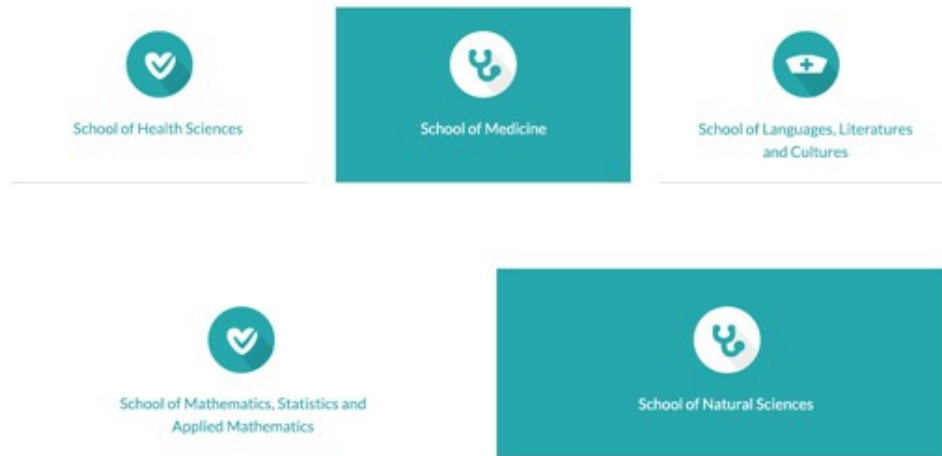 School of Health Sciences
School of Medicine
School of Languages, Literatures
and Cultures
School of Mathematics, Statistics and
Applied Mathematics
School of Natural Sciences